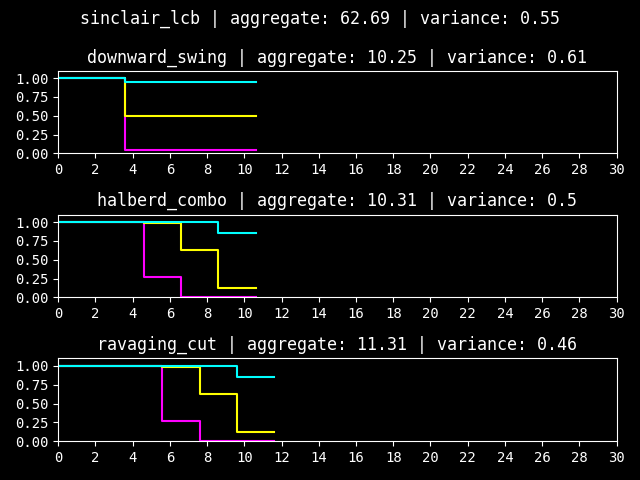 sinclair_lcb | aggregate: 62.69 | variance: 0.55
downward_swing | aggregate: 10.25 | variance: 0.61
1.00
0.75
0.50
0.25
0.00
0 2 4 6 8 10 12 14 16 18 20 22 24 26 28 30
halberd_combo | aggregate: 10.31 | variance: 0.5
1.00
0.75
0.50
0.25
0.00
0 2 4 6 8 10 12 14 16 18 20 22 24 26 28 30
ravaging_cut | aggregate: 11.31 | variance: 0.46
1.00
0.75
0.50
0.25
0.00
0 2 4 6 8 10 12 14 16 18 20 22 24 26 28 30